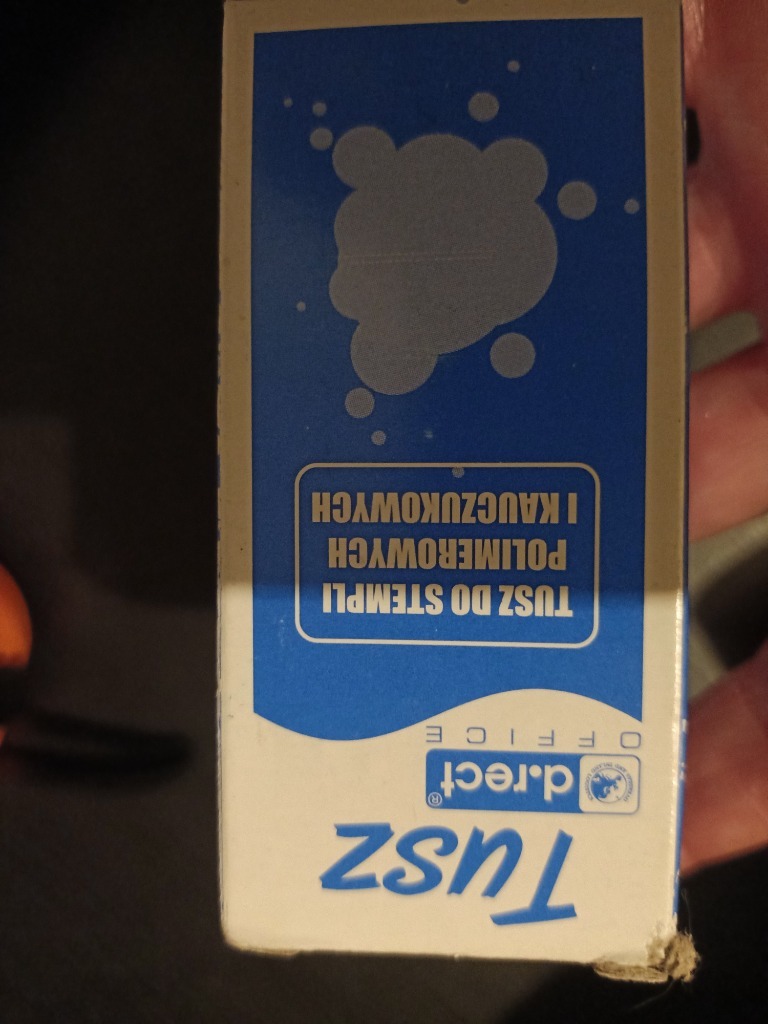 Tusz
d.rect®
OFFICE
TUSZ DO STEMPLI
POLIMEROWYCH
I KAUCZUKOWYCH